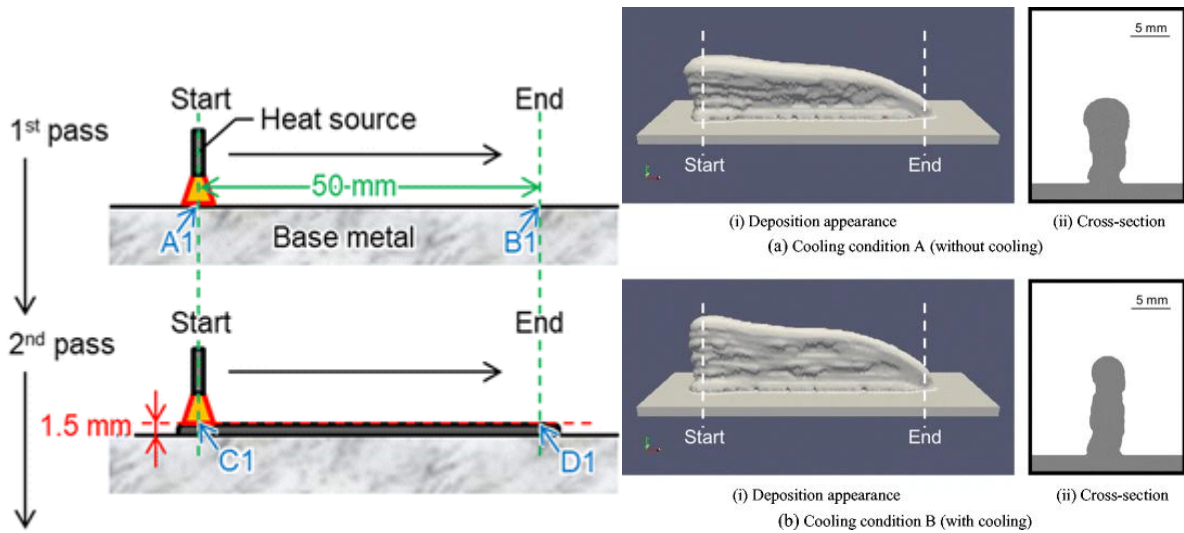 Start
End
1st pass
Heat source
50 mm
A1
B1
Base metal
Start
End
2nd pass
1.5 mm
C1
D1
Start
End
5 mm
(i) Deposition appearance
(ii) Cross-section
(a) Cooling condition A (without cooling)
Start
End
5 mm
(i) Deposition appearance
(ii) Cross-section
(b) Cooling condition B (with cooling)